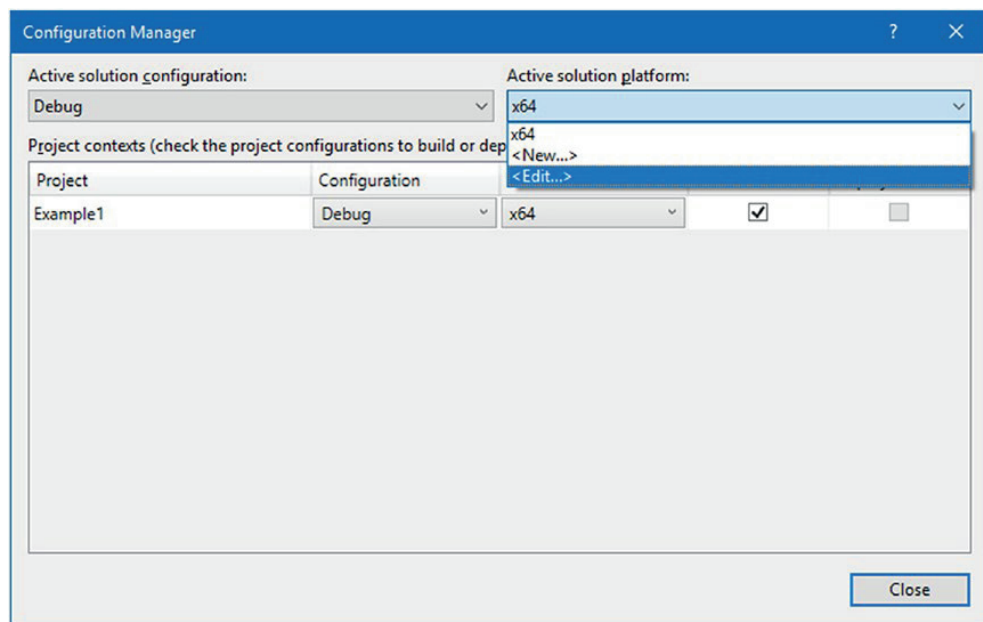 Configuration Manager
?
Active solution configuration:
Active solution platform:
Debug
x64
x64
<New...>
<Edit...>
Project contexts (check the project configurations to build or dep
Project
Configuration
Example1
Debug
x64
Close